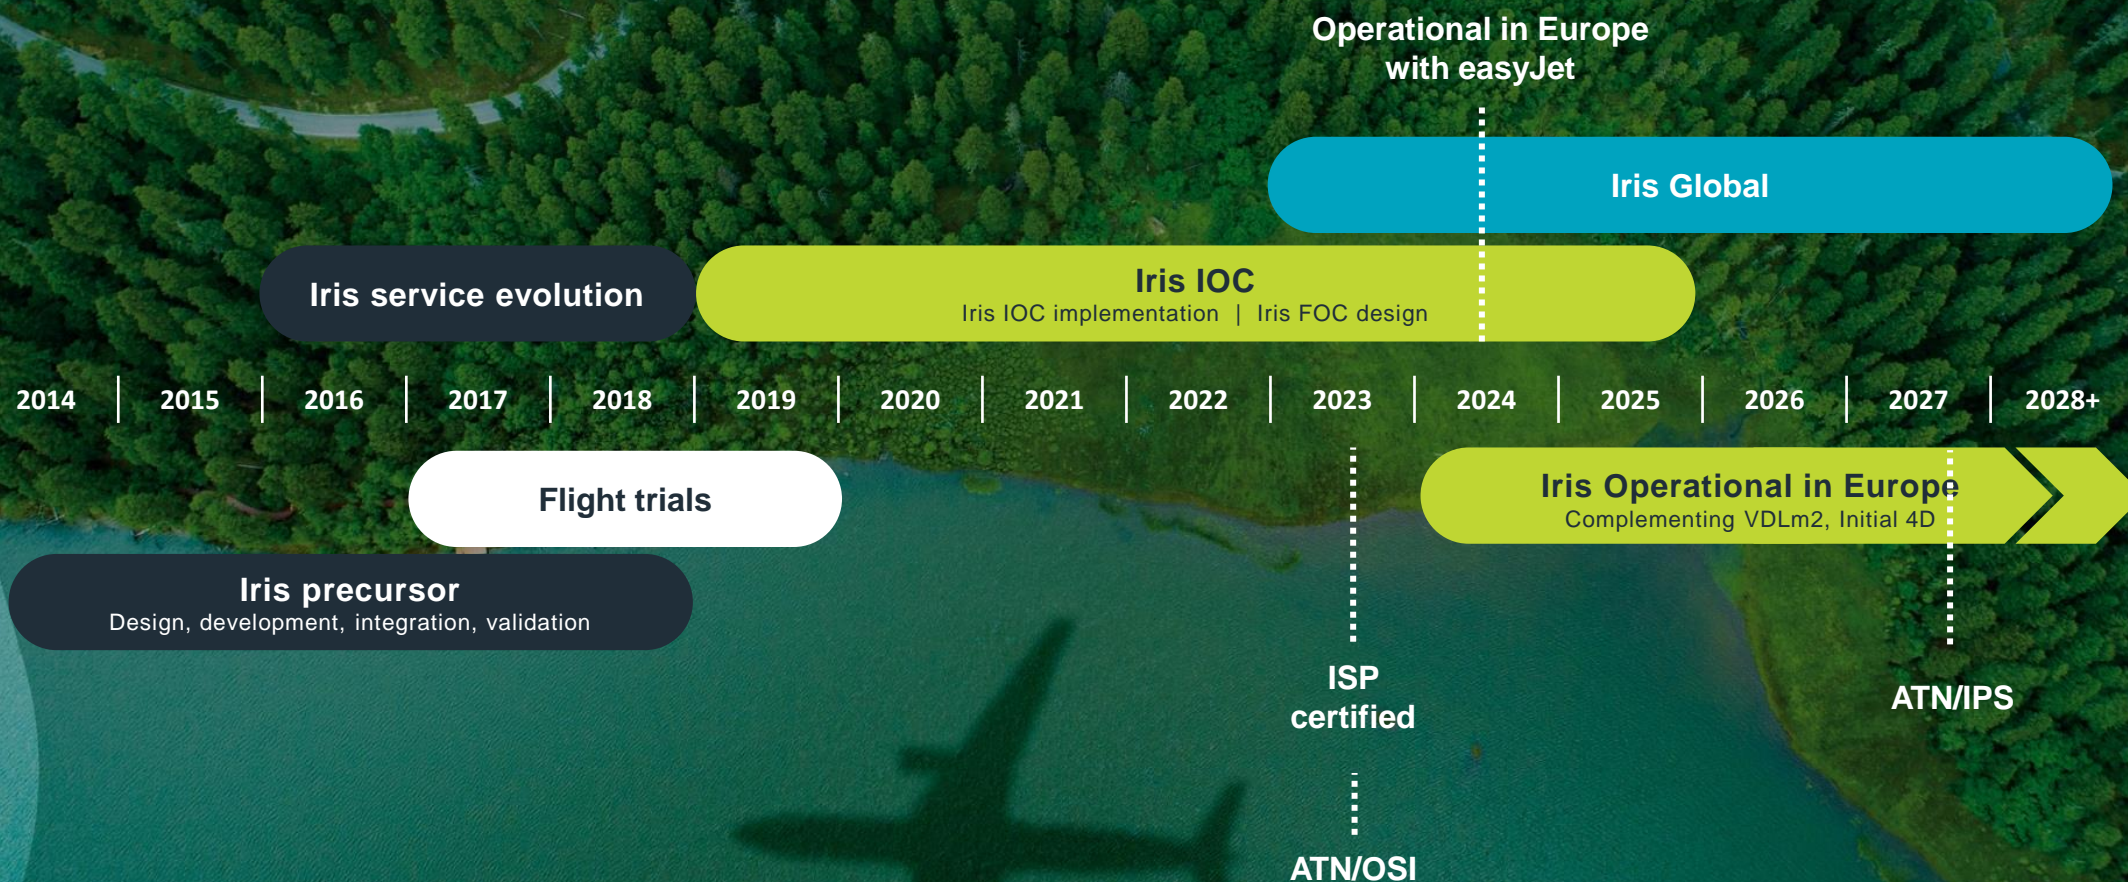 Operational in Europe
with easyJet
Iris Global
Iris service evolution
Iris IOC
Iris IOC implementation | Iris FOC design
2014 | 2015 | 2016 | 2017 | 2018 | 2019 | 2020 | 2021 | 2022 | 2023 | 2024 | 2025 | 2026 | 2027 | 2028+
Flight trials
Iris Operational in Europe
Complementing VDLm2, Initial 4D
Iris precursor
Design, development, integration, validation
ISP
certified
ATN/IPS
ATN/OSI